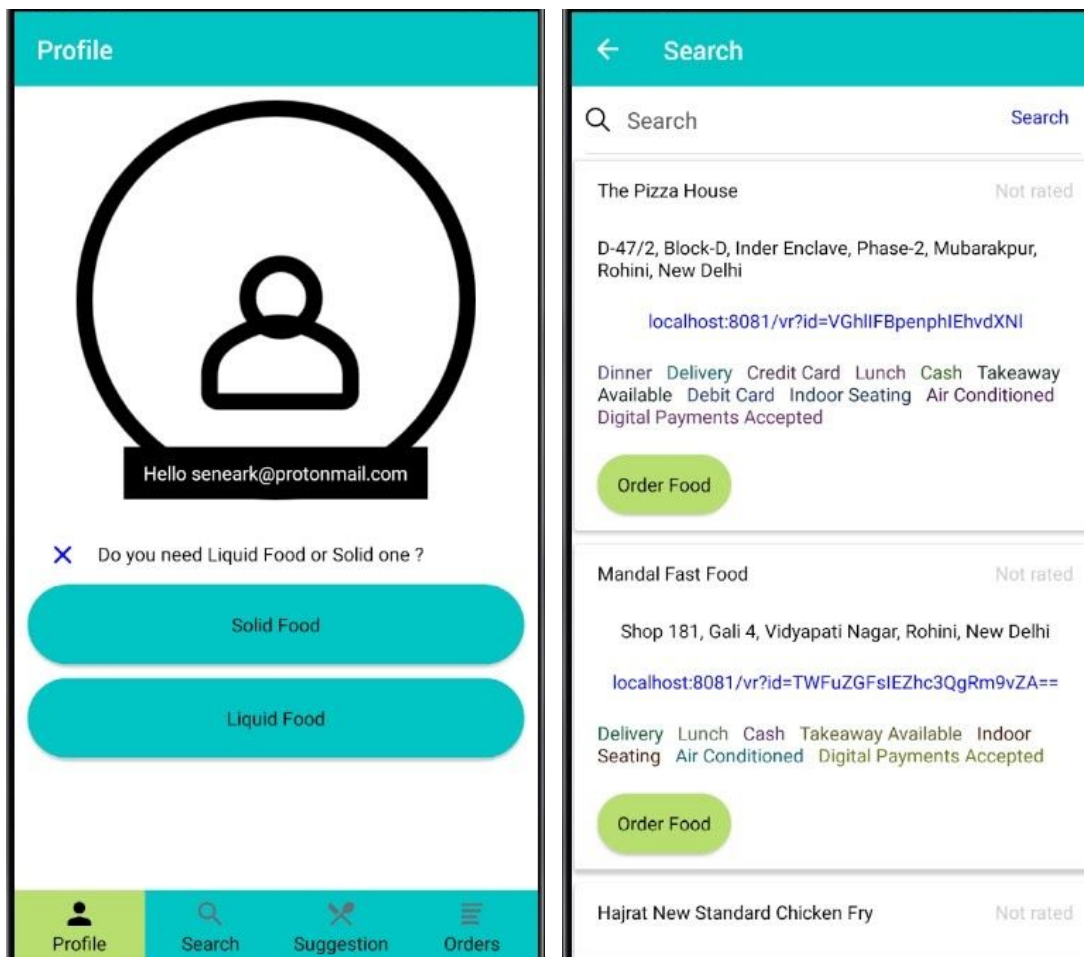 Profile
Hello seneark@protonmail.com
Do you need Liquid Food or Solid one ?
Solid Food
Liquid Food
Profile Search Suggestion Orders
Search
Search Search
The Pizza House Not rated
D-47/2, Block-D, Inder Enclave, Phase-2, Mubarakpur,
Rohini, New Delhi
localhost:8081/vr?id=VGhlIFBpenphIEhvdXNl
Dinner Delivery Credit Card Lunch Cash Takeaway
Available Debit Card Indoor Seating Air Conditioned
Digital Payments Accepted
Order Food
Mandal Fast Food Not rated
Shop 181, Gali 4, Vidyapati Nagar, Rohini, New Delhi
localhost:8081/vr?id=TWFuZGFsIEZhc3QgRm9vZA==
Delivery Lunch Cash Takeaway Available Indoor
Seating Air Conditioned Digital Payments Accepted
Order Food
Hajrat New Standard Chicken Fry Not rated